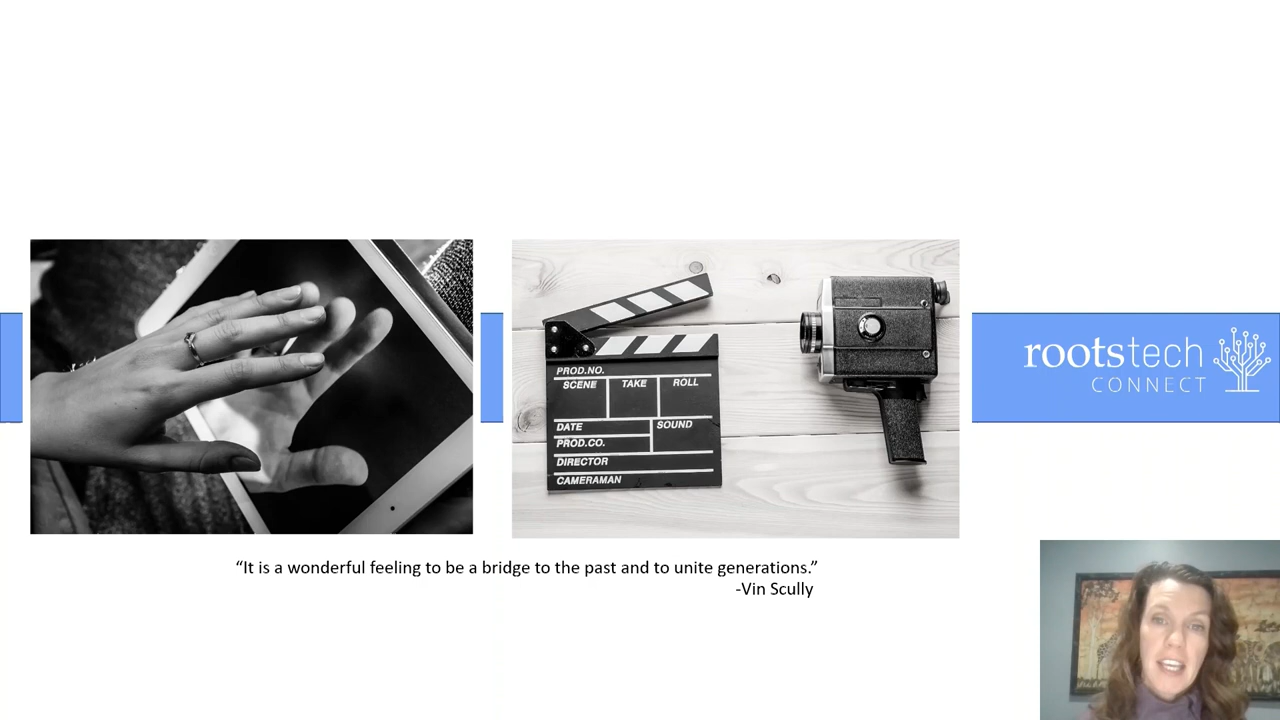 PROD.NO.
SCENE TAKE ROLL
DATE SOUND
PROD.CO.
DIRECTOR
CAMERAMAN
rootstech
CONNECT
“It is a wonderful feeling to be a bridge to the past and to unite generations.”
-Vin Scully